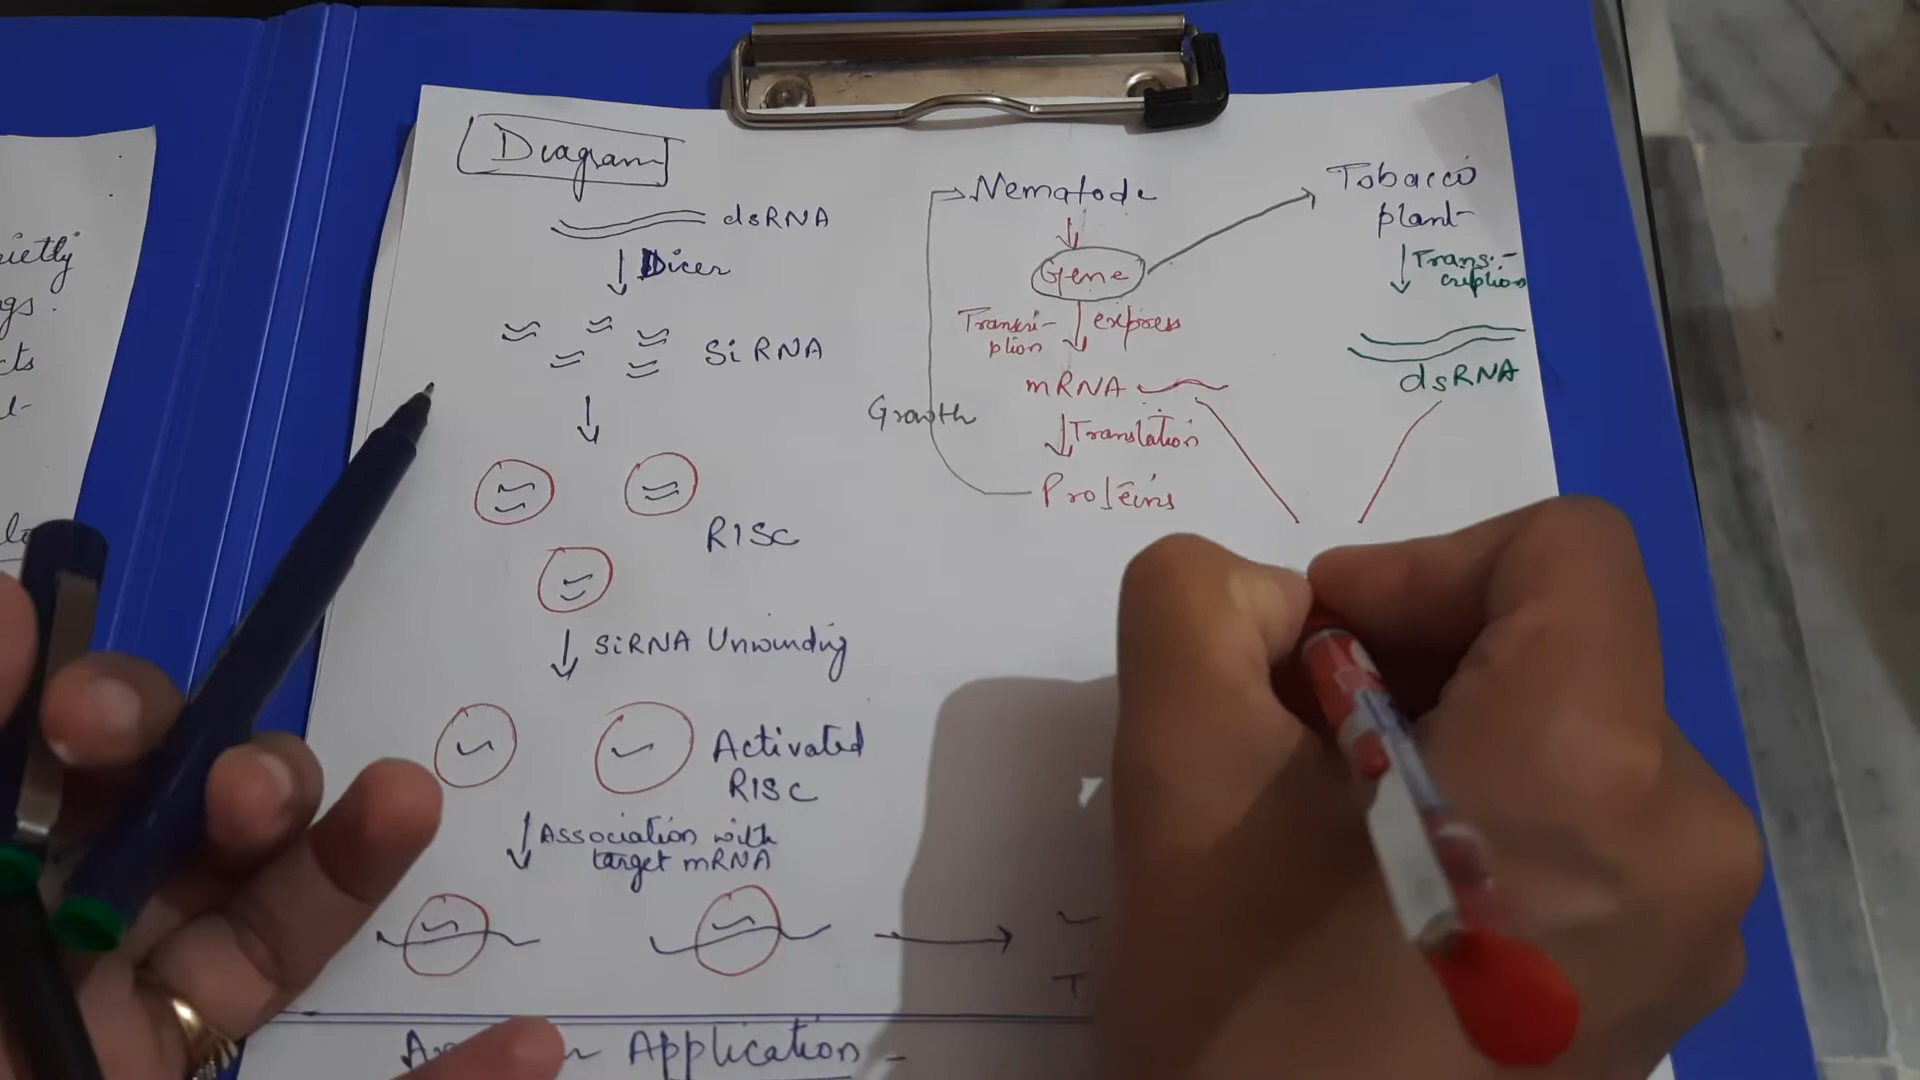 Diagram
dsRNA
Dicer
SiRNA
RISC
SiRNA Unwinding
Activated
RISC
Association with
target mRNA
Application -
Nematode
Gene
Transcri-
ption
express
mRNA
Translation
Proteins
Growth
Tobacco
plant
Trans-
cription
dsRNA